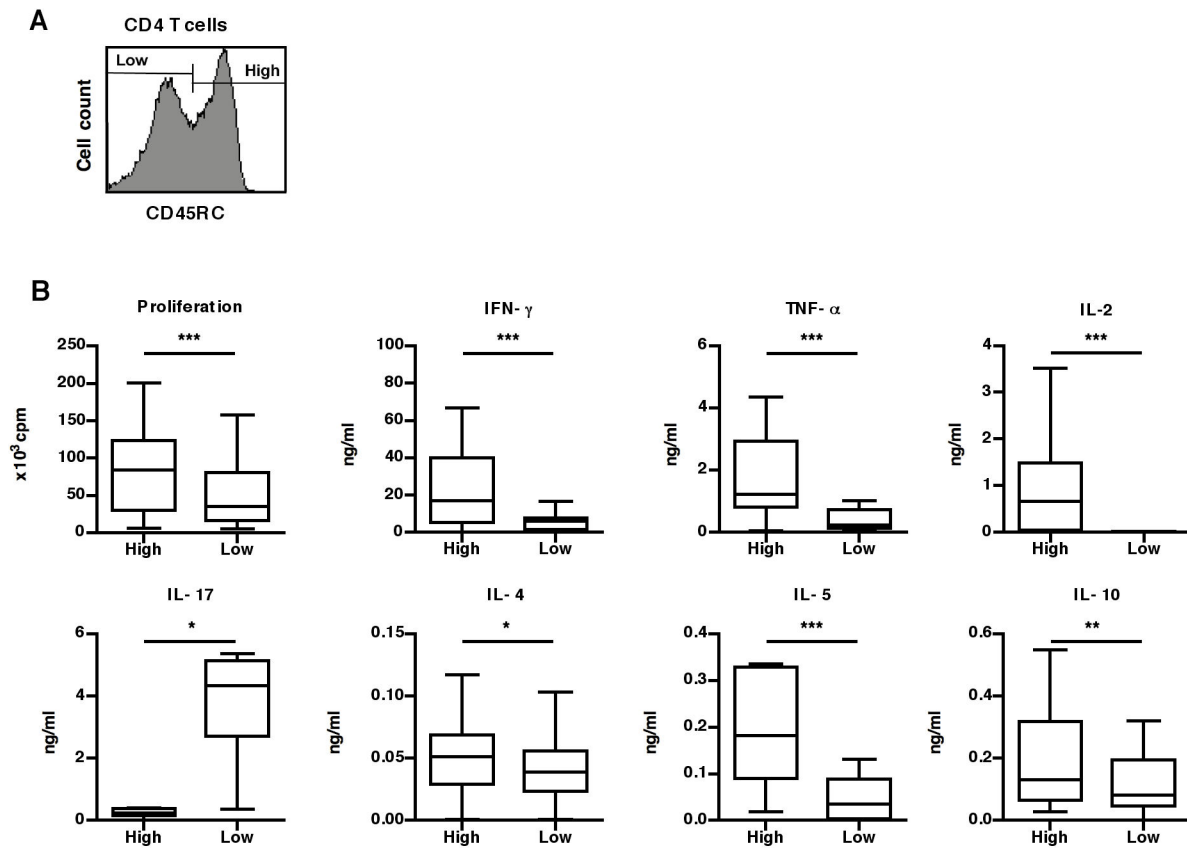 A
CD4 T cells
Low
High
Cell count
CD45RC
B
Proliferation
***
x10³ cpm
250
200
150
100
50
0
High Low
IFN- γ
***
ng/ml
100
80
60
40
20
0
High Low
TNF- α
***
ng/ml
6
4
2
0
High Low
IL-2
***
ng/ml
4
3
2
1
0
High Low
IL- 17
*
ng/ml
6
4
2
0
High Low
IL- 4
*
ng/ml
0.15
0.10
0.05
0.00
High Low
IL- 5
***
ng/ml
0.4
0.3
0.2
0.1
0.0
High Low
IL- 10
**
ng/ml
0.6
0.4
0.2
0.0
High Low